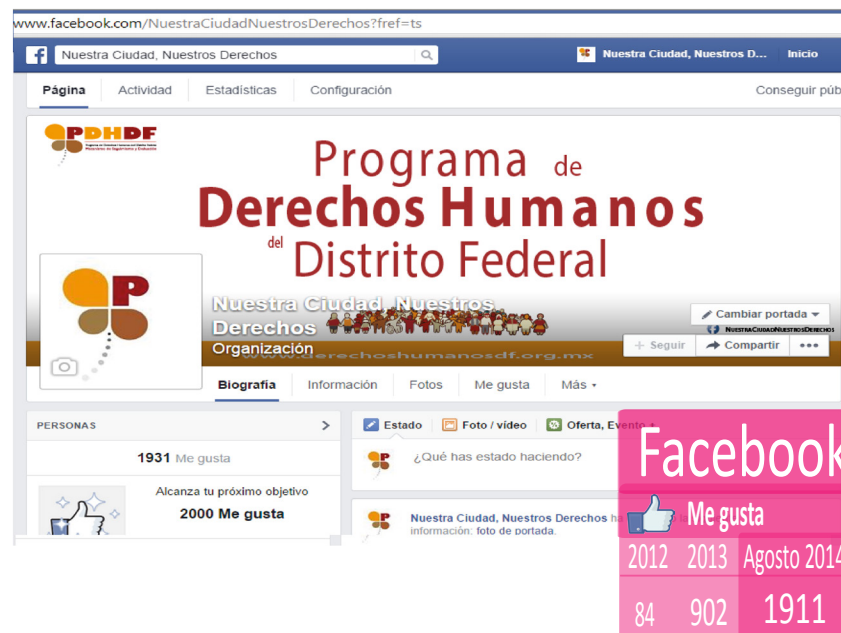 www.facebook.com/NuestraCiudadNuestrosDerechos?fref=ts
Nuestra Ciudad, Nuestros Derechos
Nuestra Ciudad, Nuestros D... Inicio
Página Actividad Estadísticas Configuración Conseguir púb
PDHDF
Programa de
Derechos Humanos
del Distrito Federal
P
Nuestra Ciudad, Nuestros
Derechos
Organización
www.derechoshumanosdf.org.mx
Cambiar portada
NuestraCiudadNuestrosDerechos
+ Seguir Compartir
Biografía Información Fotos Me gusta Más
PERSONAS >
1931 Me gusta
Alcanza tu próximo objetivo
2000 Me gusta
Estado Foto / vídeo Oferta, Evento +
¿Qué has estado haciendo?
Nuestra Ciudad, Nuestros Derechos ha
información: foto de portada.
Facebook
Me gusta
2012 2013 Agosto 2014
84 902 1911